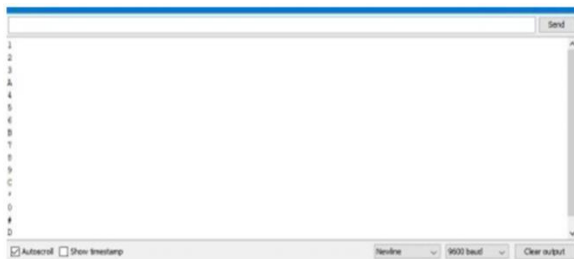 Send
1
2
3
A
4
5
6
B
7
8
9
C
*
0
#
D
Autoscroll Show timestamp Newline 9600 baud Clear output